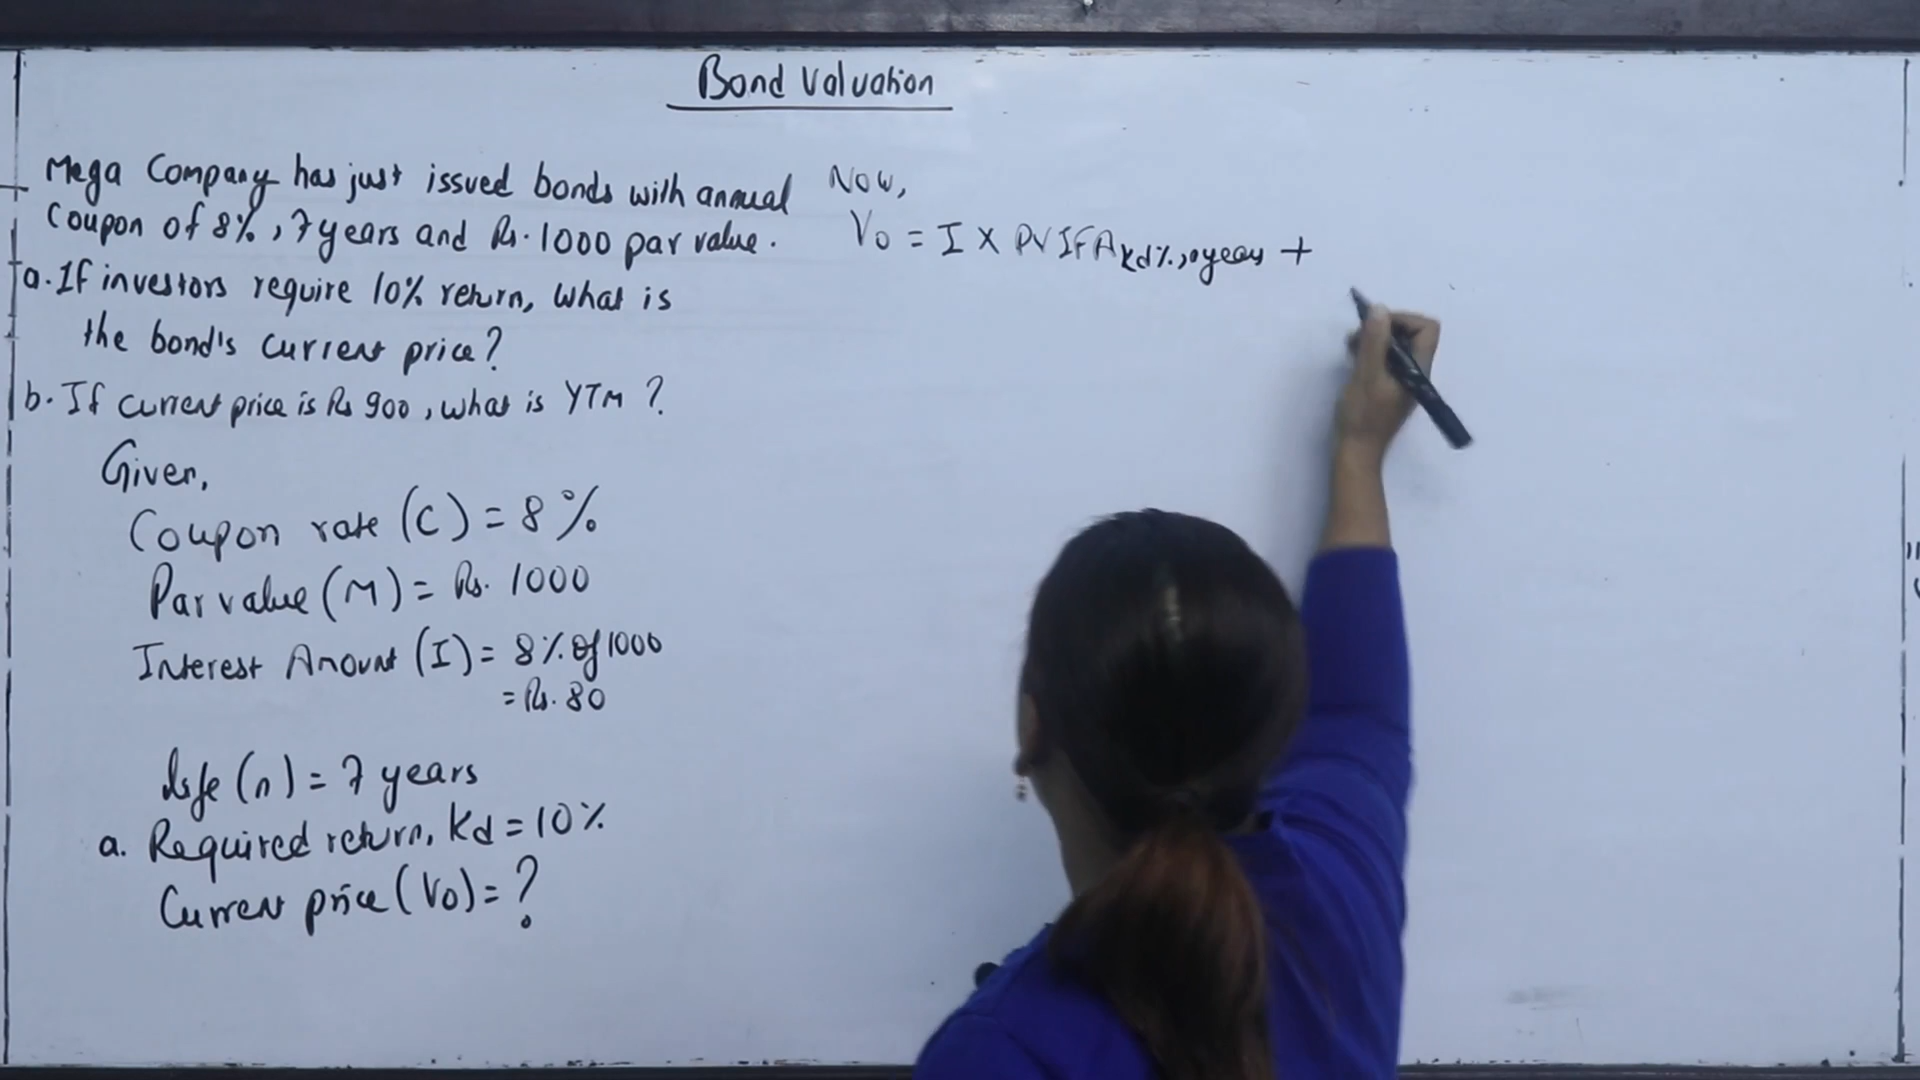 Bond Valuation
Mega Company has just issued bonds with annual
coupon of 8%, 7 years and Rs. 1000 par value.
a. If investors require 10% return, what is
the bond's current price?
b. If current price is Rs 900, what is YTM ?
Given,
Coupon rate (C) = 8%
Par value (M) = Rs. 1000
Interest Amount (I) = 8% of 1000
= Rs. 80
Life (n) = 7 years
a. Required return, Kd = 10%
Current price (V0) = ?
Now,
V0 = I X PVIFA Kd%, n years +